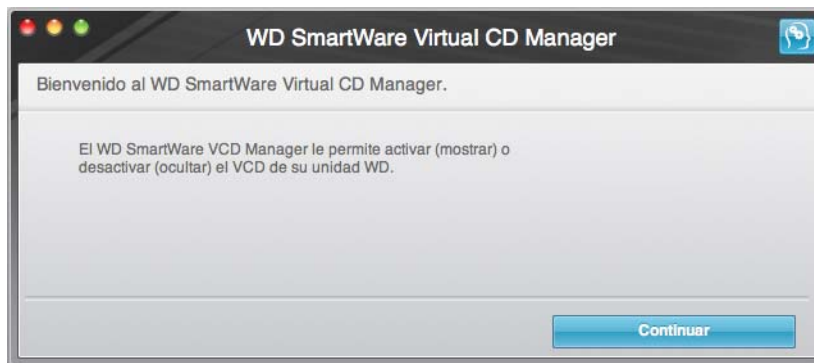 WD SmartWare Virtual CD Manager
Bienvenido al WD SmartWare Virtual CD Manager.
El WD SmartWare VCD Manager le permite activar (mostrar) o
desactivar (ocultar) el VCD de su unidad WD.
Continuar